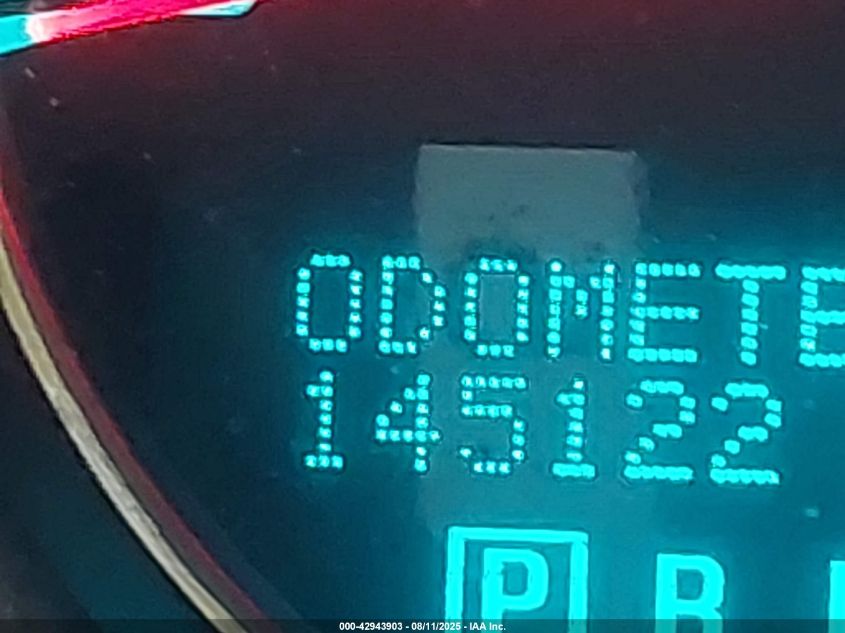 ODOMETE
145122
P R
000-42943903 - 08/11/2025 - IAA Inc.